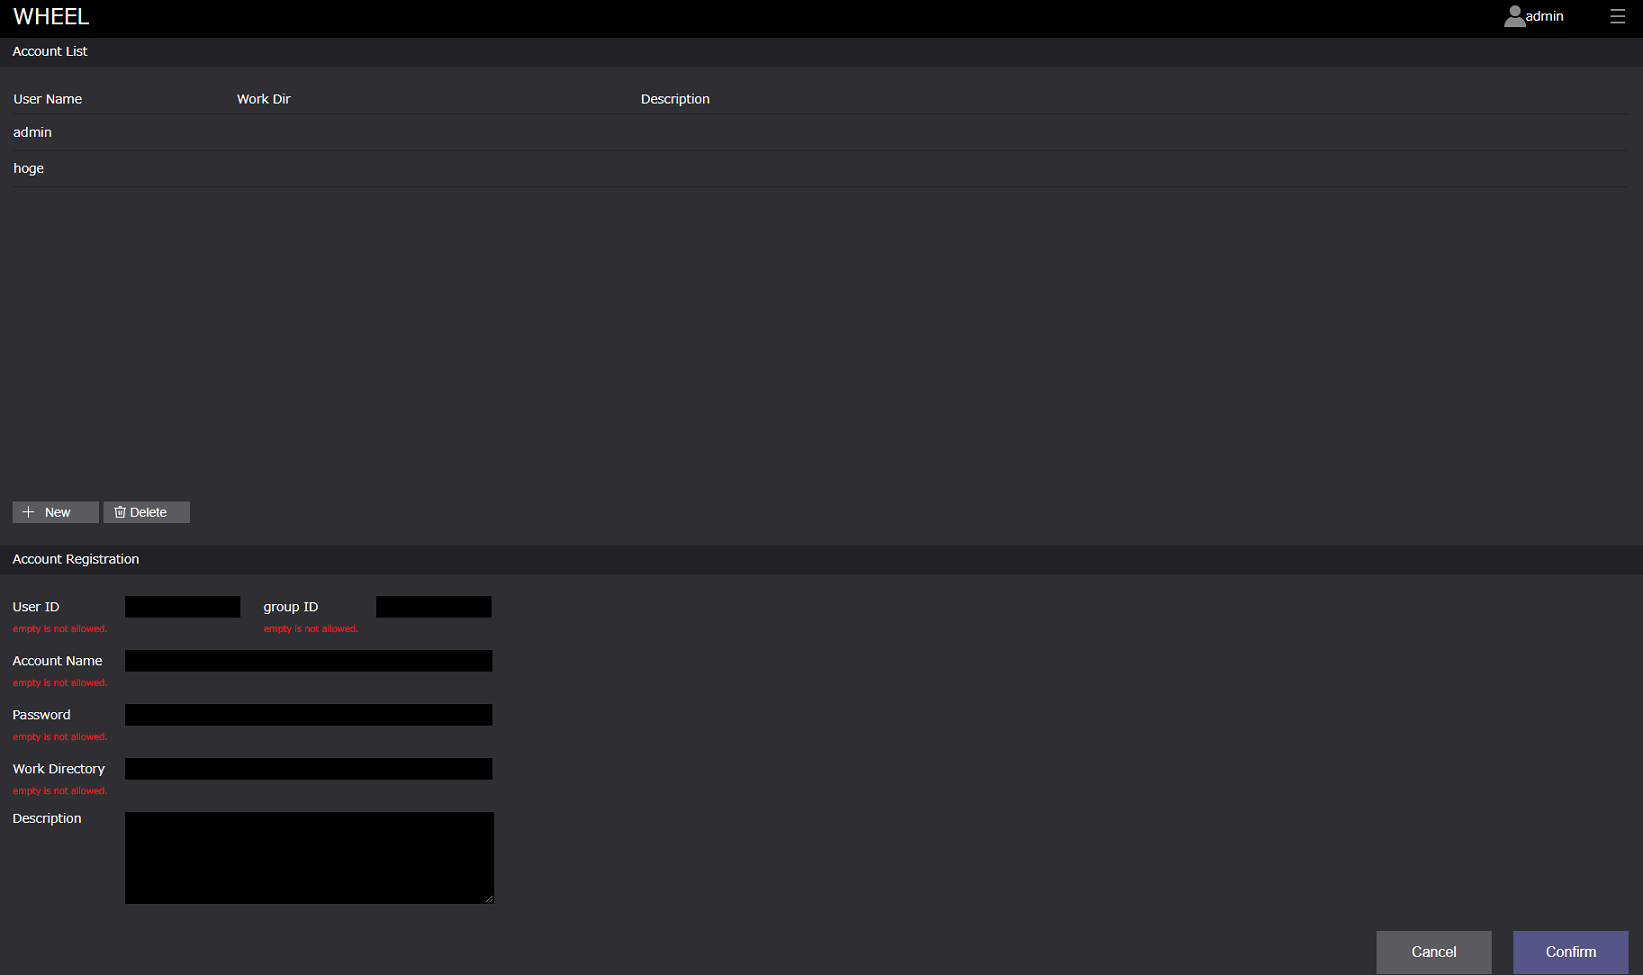 WHEEL admin
Account List
User Name Work Dir Description
admin
hoge
New Delete
Account Registration
User ID group ID
empty is not allowed. empty is not allowed.
Account Name
empty is not allowed.
Password
empty is not allowed.
Work Directory
empty is not allowed.
Description
Cancel Confirm